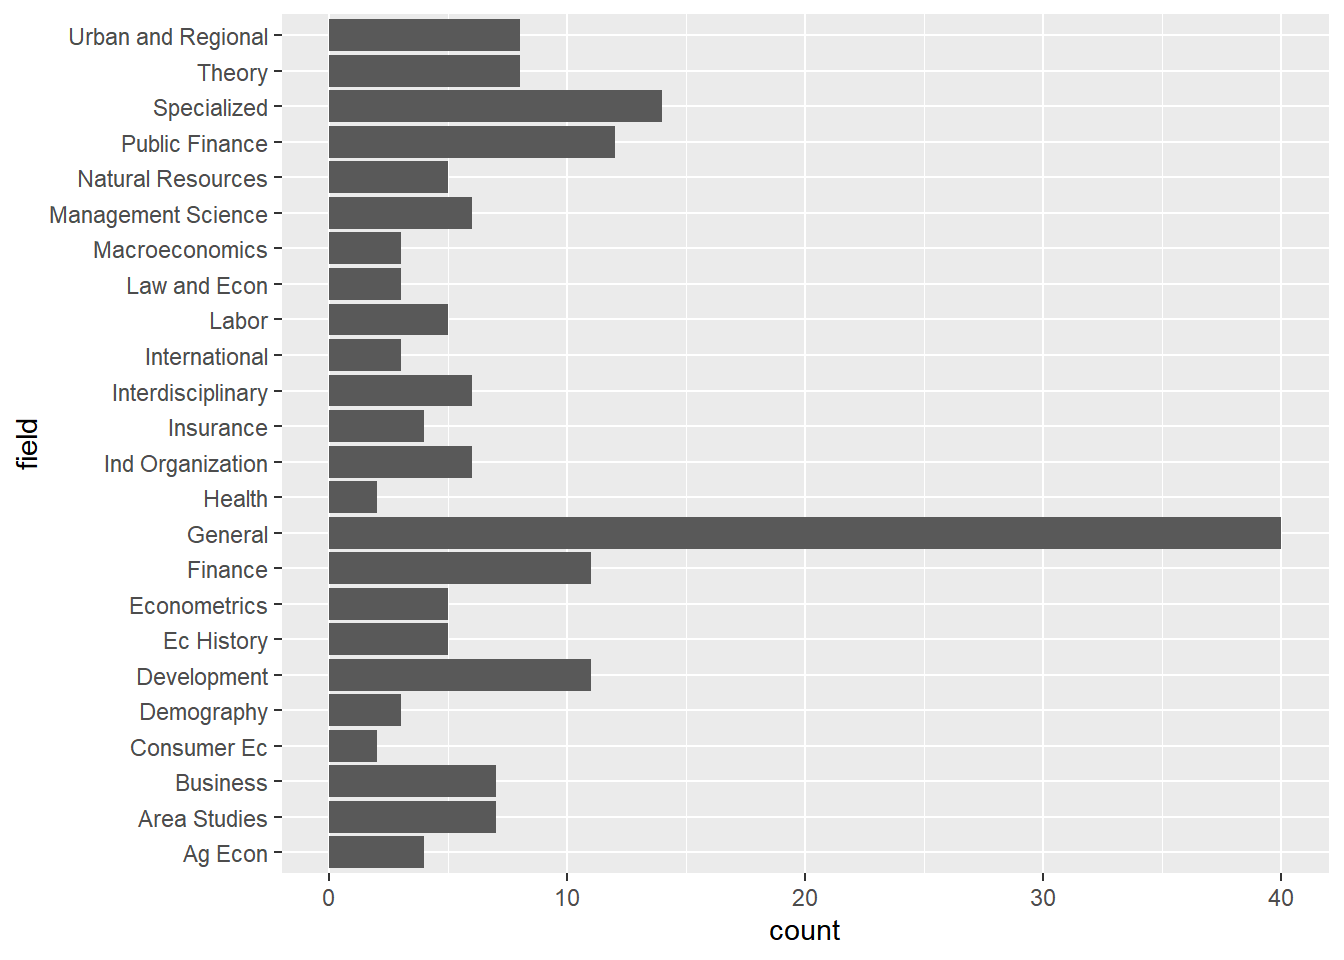 Urban and Regional
Theory
Specialized
Public Finance
Natural Resources
Management Science
Macroeconomics
Law and Econ
Labor
International
Interdisciplinary
Insurance
Ind Organization
Health
General
Finance
Econometrics
Ec History
Development
Demography
Consumer Ec
Business
Area Studies
Ag Econ
field
0 10 20 30 40
count